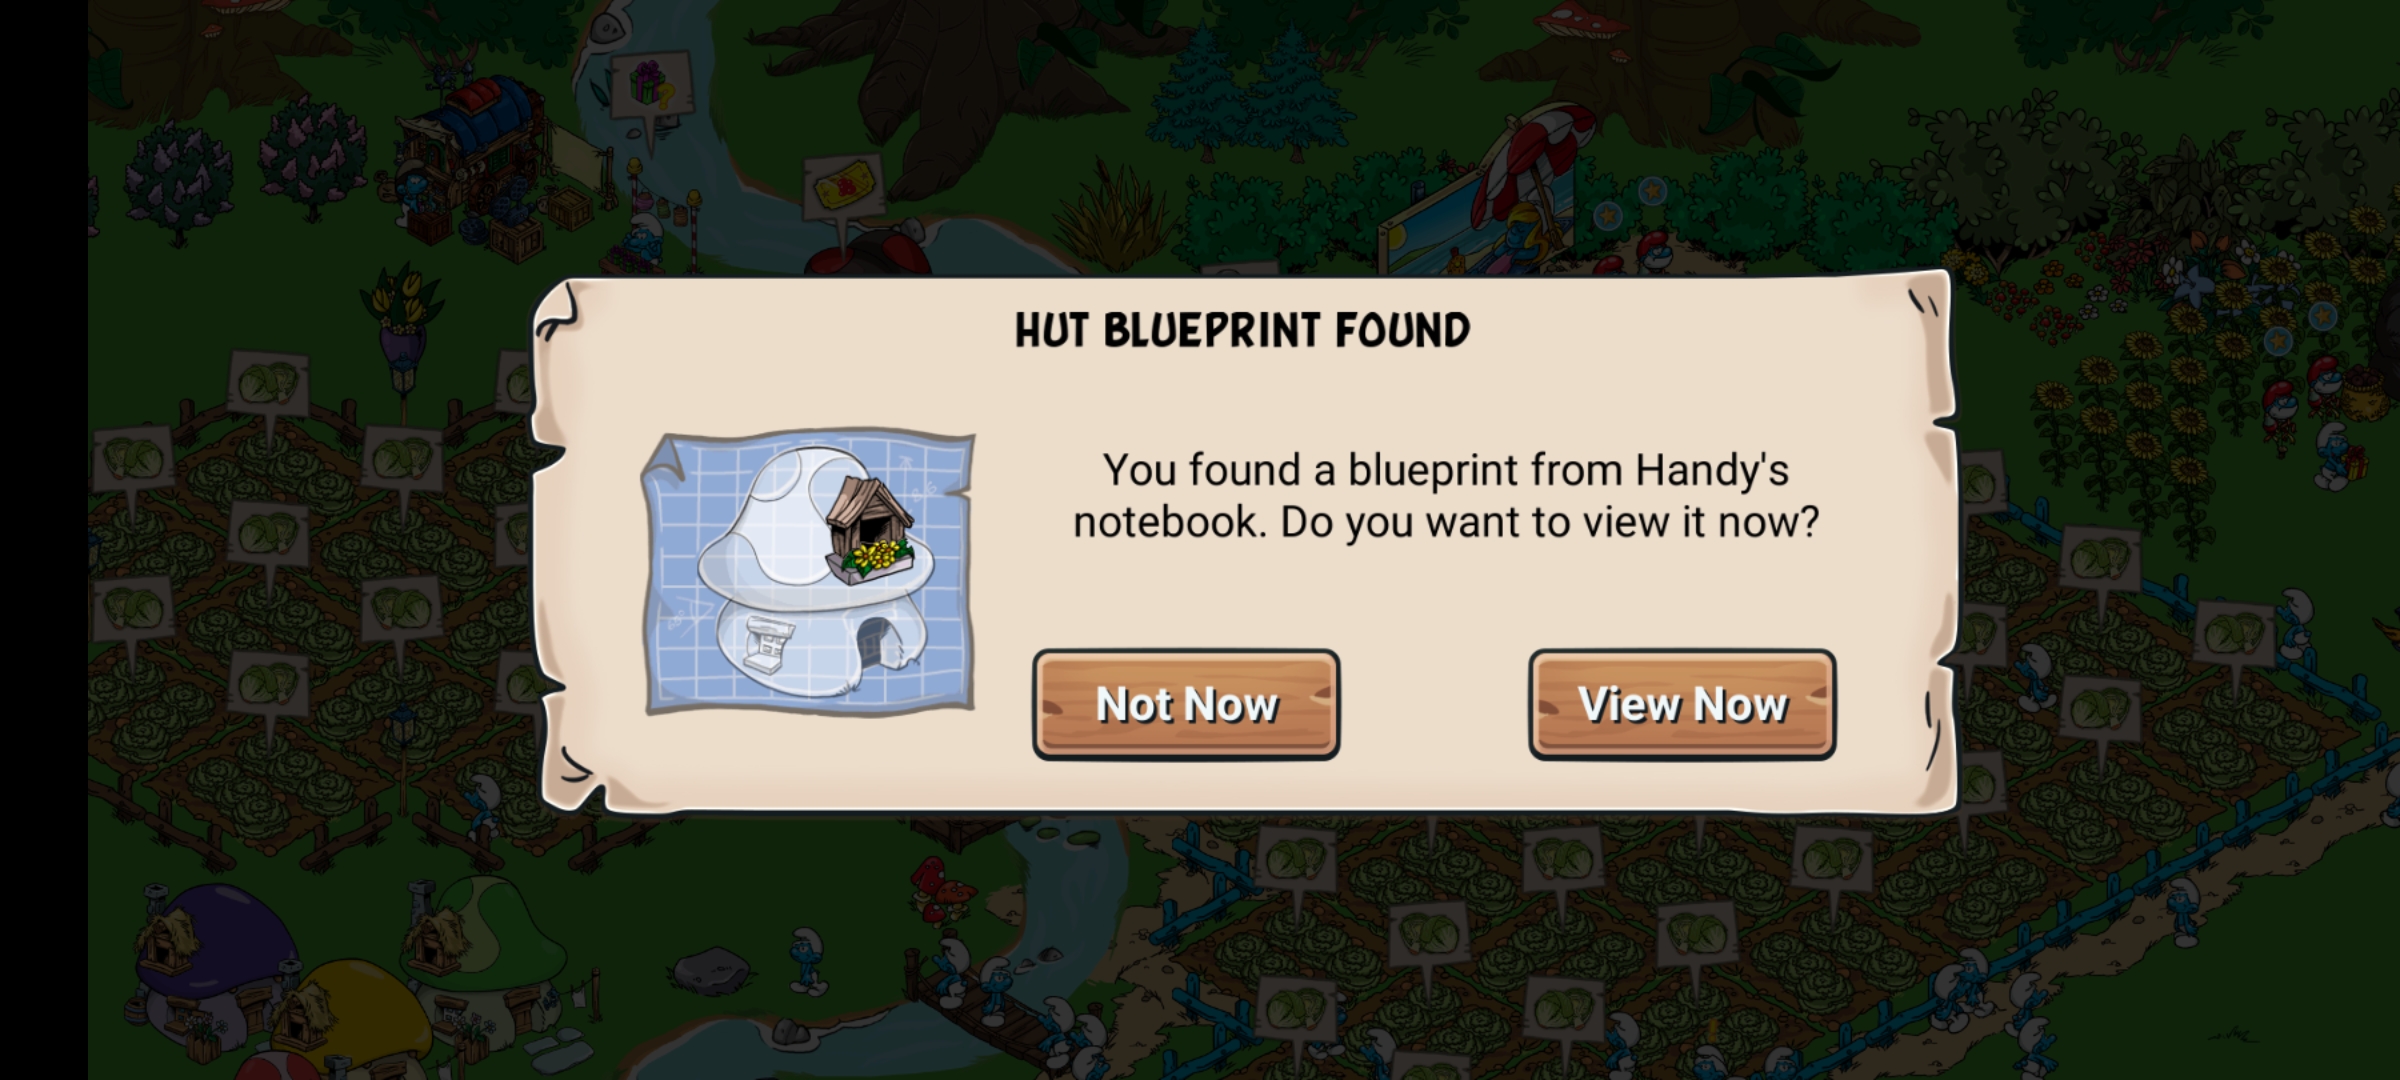 HUT BLUEPRINT FOUND
You found a blueprint from Handy's
notebook. Do you want to view it now?
Not Now
View Now